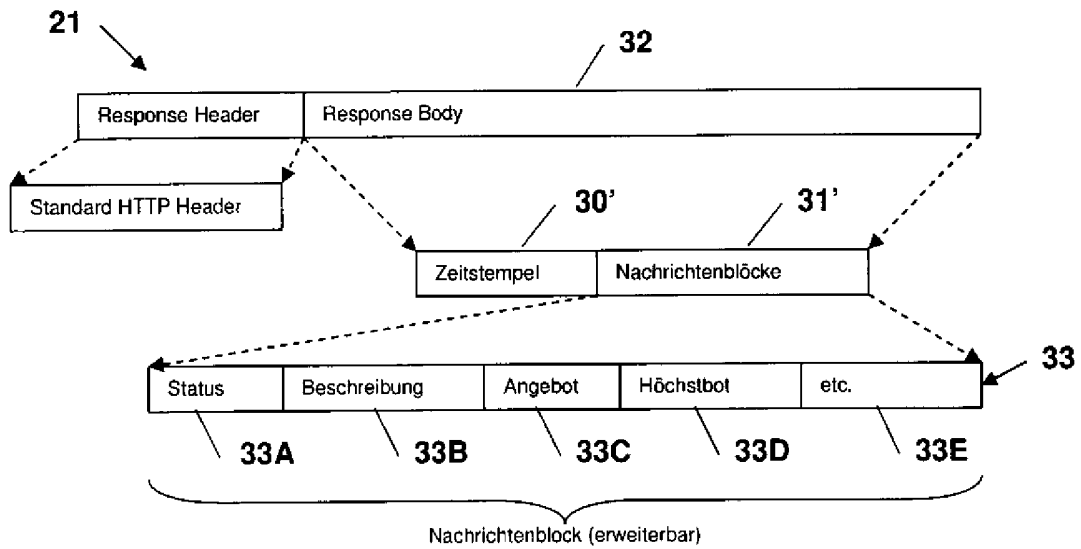 21
32
Response Header
Response Body
Standard HTTP Header
30'
31'
Zeitstempel
Nachrichtenblöcke
33
Status
Beschreibung
Angebot
Höchstbot
etc.
33A
33B
33C
33D
33E
Nachrichtenblock (erweiterbar)